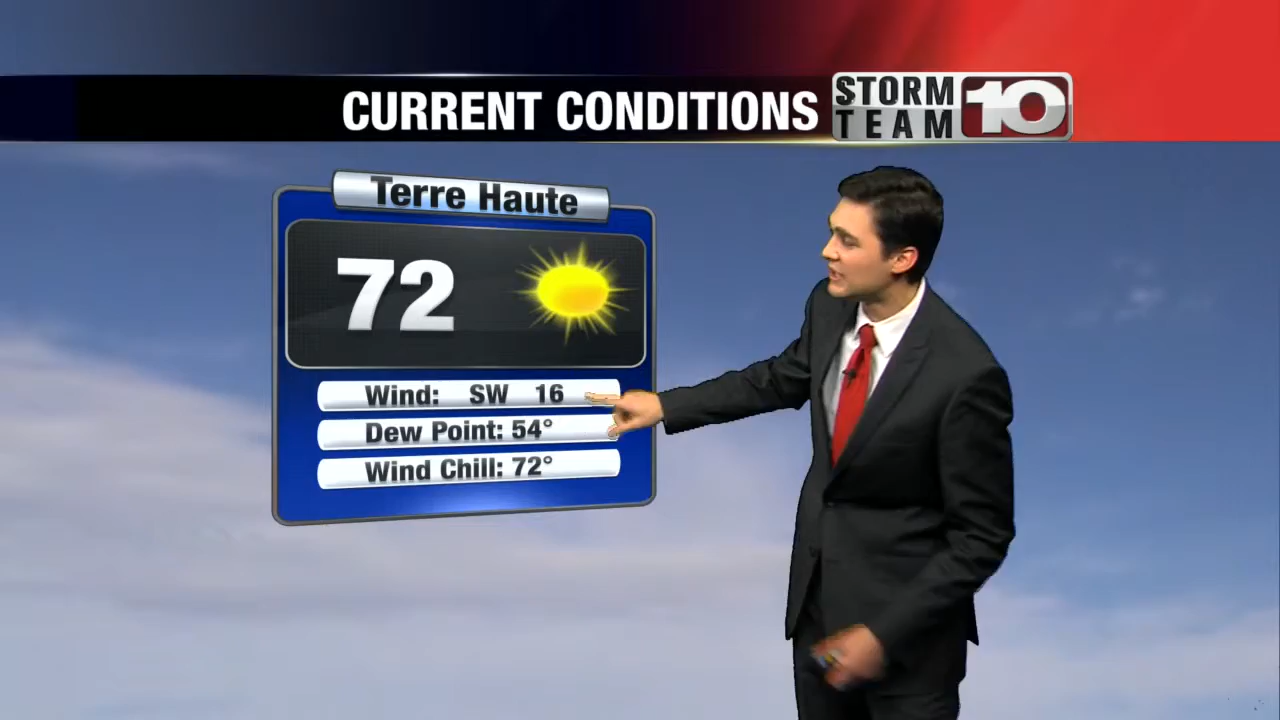 CURRENT CONDITIONS
STORM
TEAM
10
Terre Haute
72
Wind: SW 16
Dew Point: 54°
Wind Chill: 72°